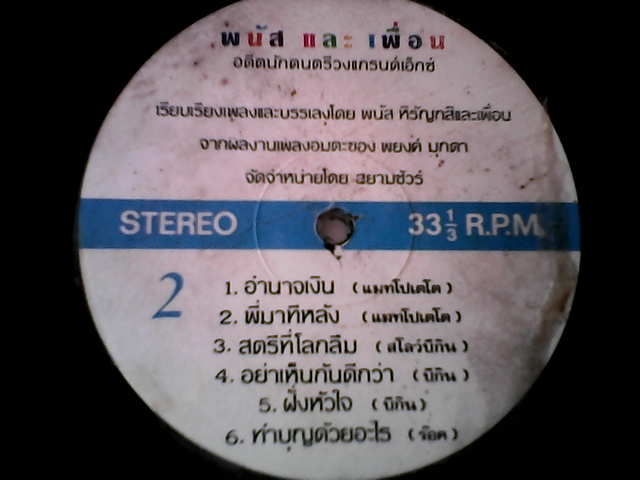 พนัส และ เพื่อน
อดีตนักดนตรีวงแกรนด์เอ็กซ์
เรียบเรียงเพลงและบรรเลงโดย พนัส หิรัญกสิและเพื่อน
จากผลงานเพลงอมตะของ พยงค์ มุกดา
จัดจำหน่ายโดย สยามชัวร์
STEREO 33 1/3 R.P.M.
2
1. อำนาจเงิน (แมทโปเตโต)
2. พี่มาทีหลัง (แมทโปเตโต)
3. สตรีที่โลกลืม (สโลว์บีกิน)
4. อย่าเห็นกันดีกว่า (บีกิน)
5. ฝั่งหัวใจ (บีกิน)
6. ทำบุญด้วยอะไร (ร๊อค)